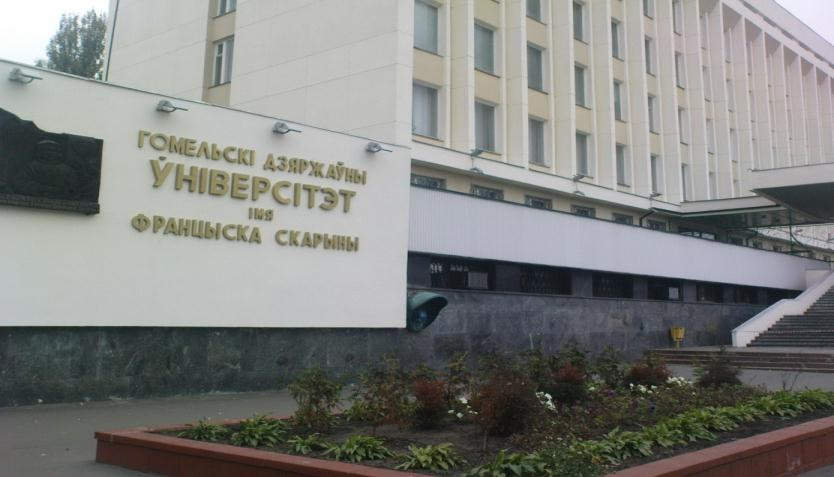 ГОМЕЛЬСКІ ДЗЯРЖАЎНЫ
ЎНІВЕРСІТЭТ
ІМЯ
ФРАНЦЫСКА СКАРЫНЫ